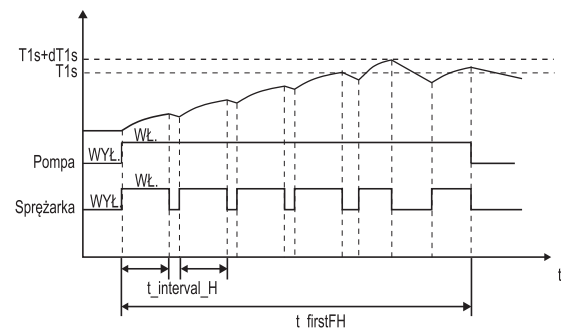 T1s+dT1s
T1s
WŁ.
WYŁ.
Pompa
WŁ.
WYŁ.
Sprężarka
t
t_interval_H
t_firstFH